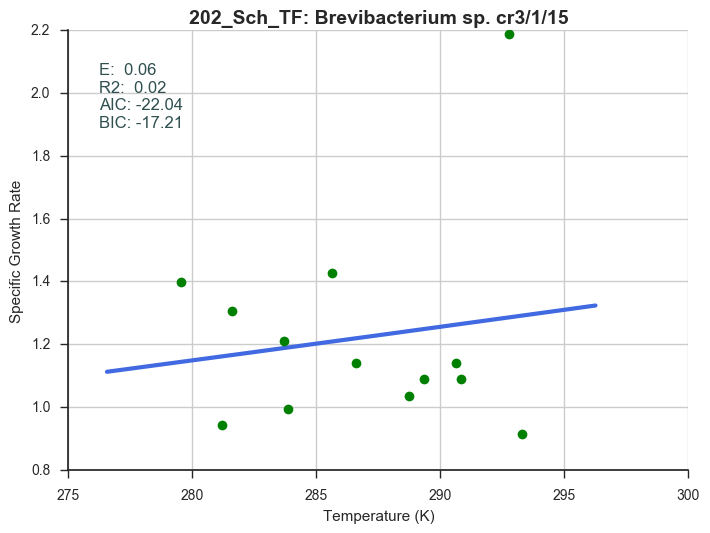 202_Sch_TF: Brevibacterium sp. cr3/1/15
E:  0.06
R2:  0.02
AIC: -22.04
BIC: -17.21
Specific Growth Rate
2.2
2.0
1.8
1.6
1.4
1.2
1.0
0.8
275 280 285 290 295 300
Temperature (K)